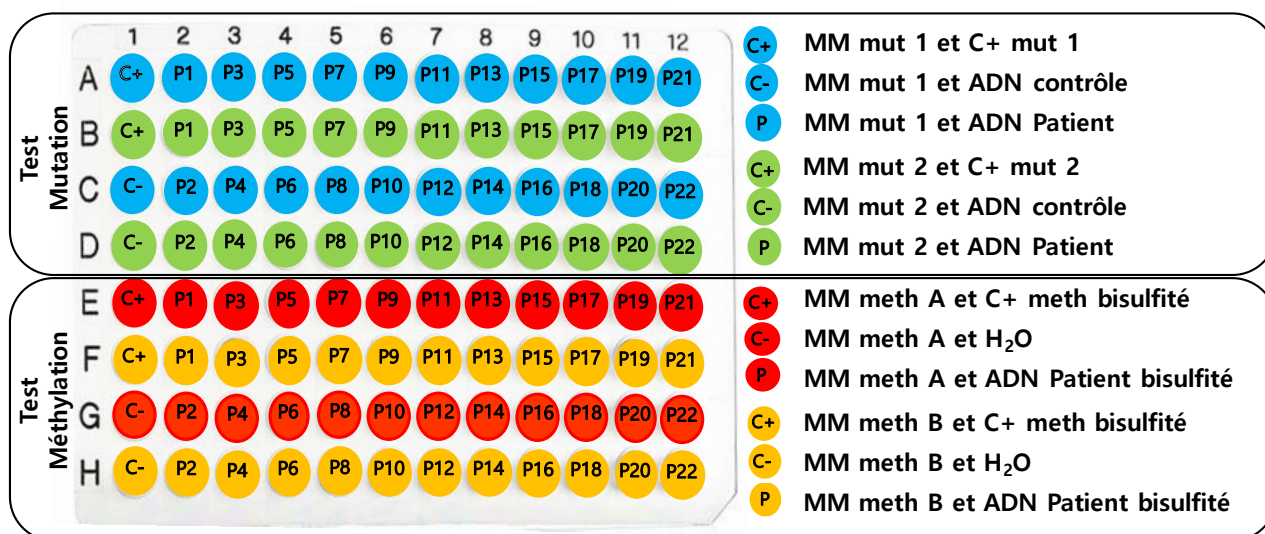 1 2 3 4 5 6 7 8 9 10 11 12
Test
Mutation
A C+ P1 P3 P5 P7 P9 P11 P13 P15 P17 P19 P21
B C+ P1 P3 P5 P7 P9 P11 P13 P15 P17 P19 P21
C C- P2 P4 P6 P8 P10 P12 P14 P16 P18 P20 P22
D C- P2 P4 P6 P8 P10 P12 P14 P16 P18 P20 P22
C+ MM mut 1 et C+ mut 1
C- MM mut 1 et ADN contrôle
P MM mut 1 et ADN Patient
C+ MM mut 2 et C+ mut 2
C- MM mut 2 et ADN contrôle
P MM mut 2 et ADN Patient
Test
Méthylation
E C+ P1 P3 P5 P7 P9 P11 P13 P15 P17 P19 P21
F C+ P1 P3 P5 P7 P9 P11 P13 P15 P17 P19 P21
G C- P2 P4 P6 P8 P10 P12 P14 P16 P18 P20 P22
H C- P2 P4 P6 P8 P10 P12 P14 P16 P18 P20 P22
C+ MM meth A et C+ meth bisulfité
C- MM meth A et H₂O
P MM meth A et ADN Patient bisulfité
C+ MM meth B et C+ meth bisulfité
C- MM meth B et H₂O
P MM meth B et ADN Patient bisulfité